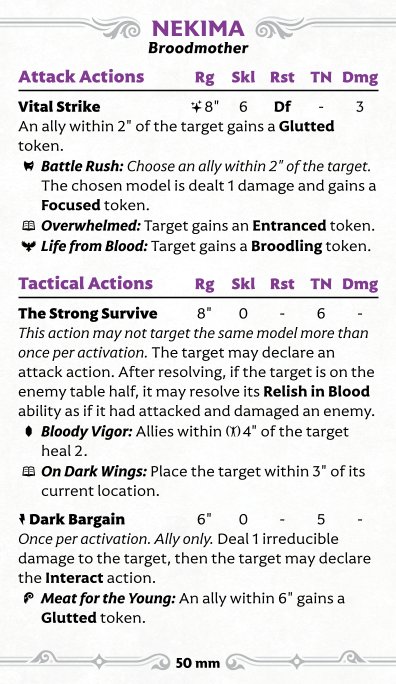 NEKIMA
Broodmother
Attack Actions Rg Skl Rst TN Dmg
Vital Strike 8" 6 Df - 3
An ally within 2" of the target gains a Glutted
token.
Battle Rush: Choose an ally within 2" of the target.
The chosen model is dealt 1 damage and gains a
Focused token.
Overwhelmed: Target gains an Entranced token.
Life from Blood: Target gains a Broodling token.
Tactical Actions Rg Skl Rst TN Dmg
The Strong Survive 8" 0 - 6 -
This action may not target the same model more than
once per activation. The target may declare an
attack action. After resolving, if the target is on the
enemy table half, it may resolve its Relish in Blood
ability as if it had attacked and damaged an enemy.
Bloody Vigor: Allies within 4" of the target
heal 2.
On Dark Wings: Place the target within 3" of its
current location.
Dark Bargain 6" 0 - 5 -
Once per activation. Ally only. Deal 1 irreducible
damage to the target, then the target may declare
the Interact action.
Meat for the Young: An ally within 6" gains a
Glutted token.
50 mm